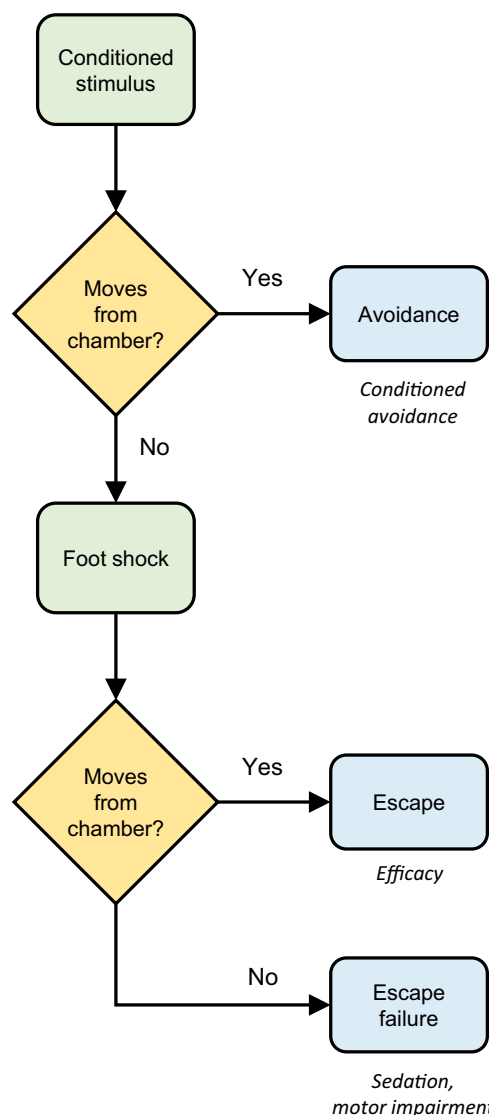 Conditioned
stimulus
Moves
from
chamber?
Yes
Avoidance
Conditioned
avoidance
No
Foot shock
Moves
from
chamber?
Yes
Escape
Efficacy
No
Escape
failure
Sedation,
motor impairment